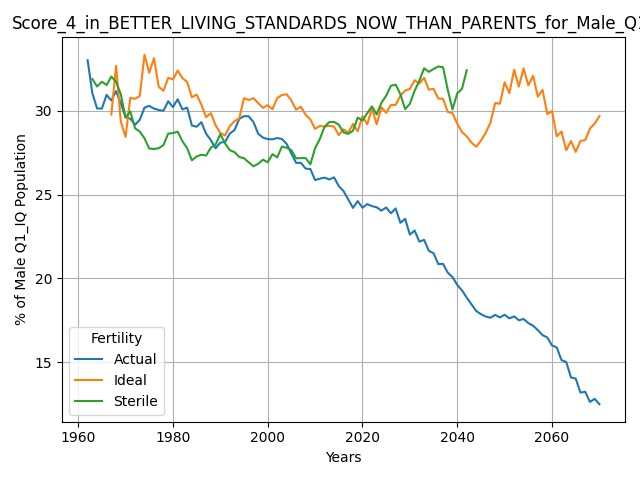 Score_4_in_BETTER_LIVING_STANDARDS_NOW_THAN_PARENTS_for_Male_Q1
% of Male Q1_IQ Population
30
25
20
15
Fertility
Actual
Ideal
Sterile
1960 1980 2000 2020 2040 2060
Years